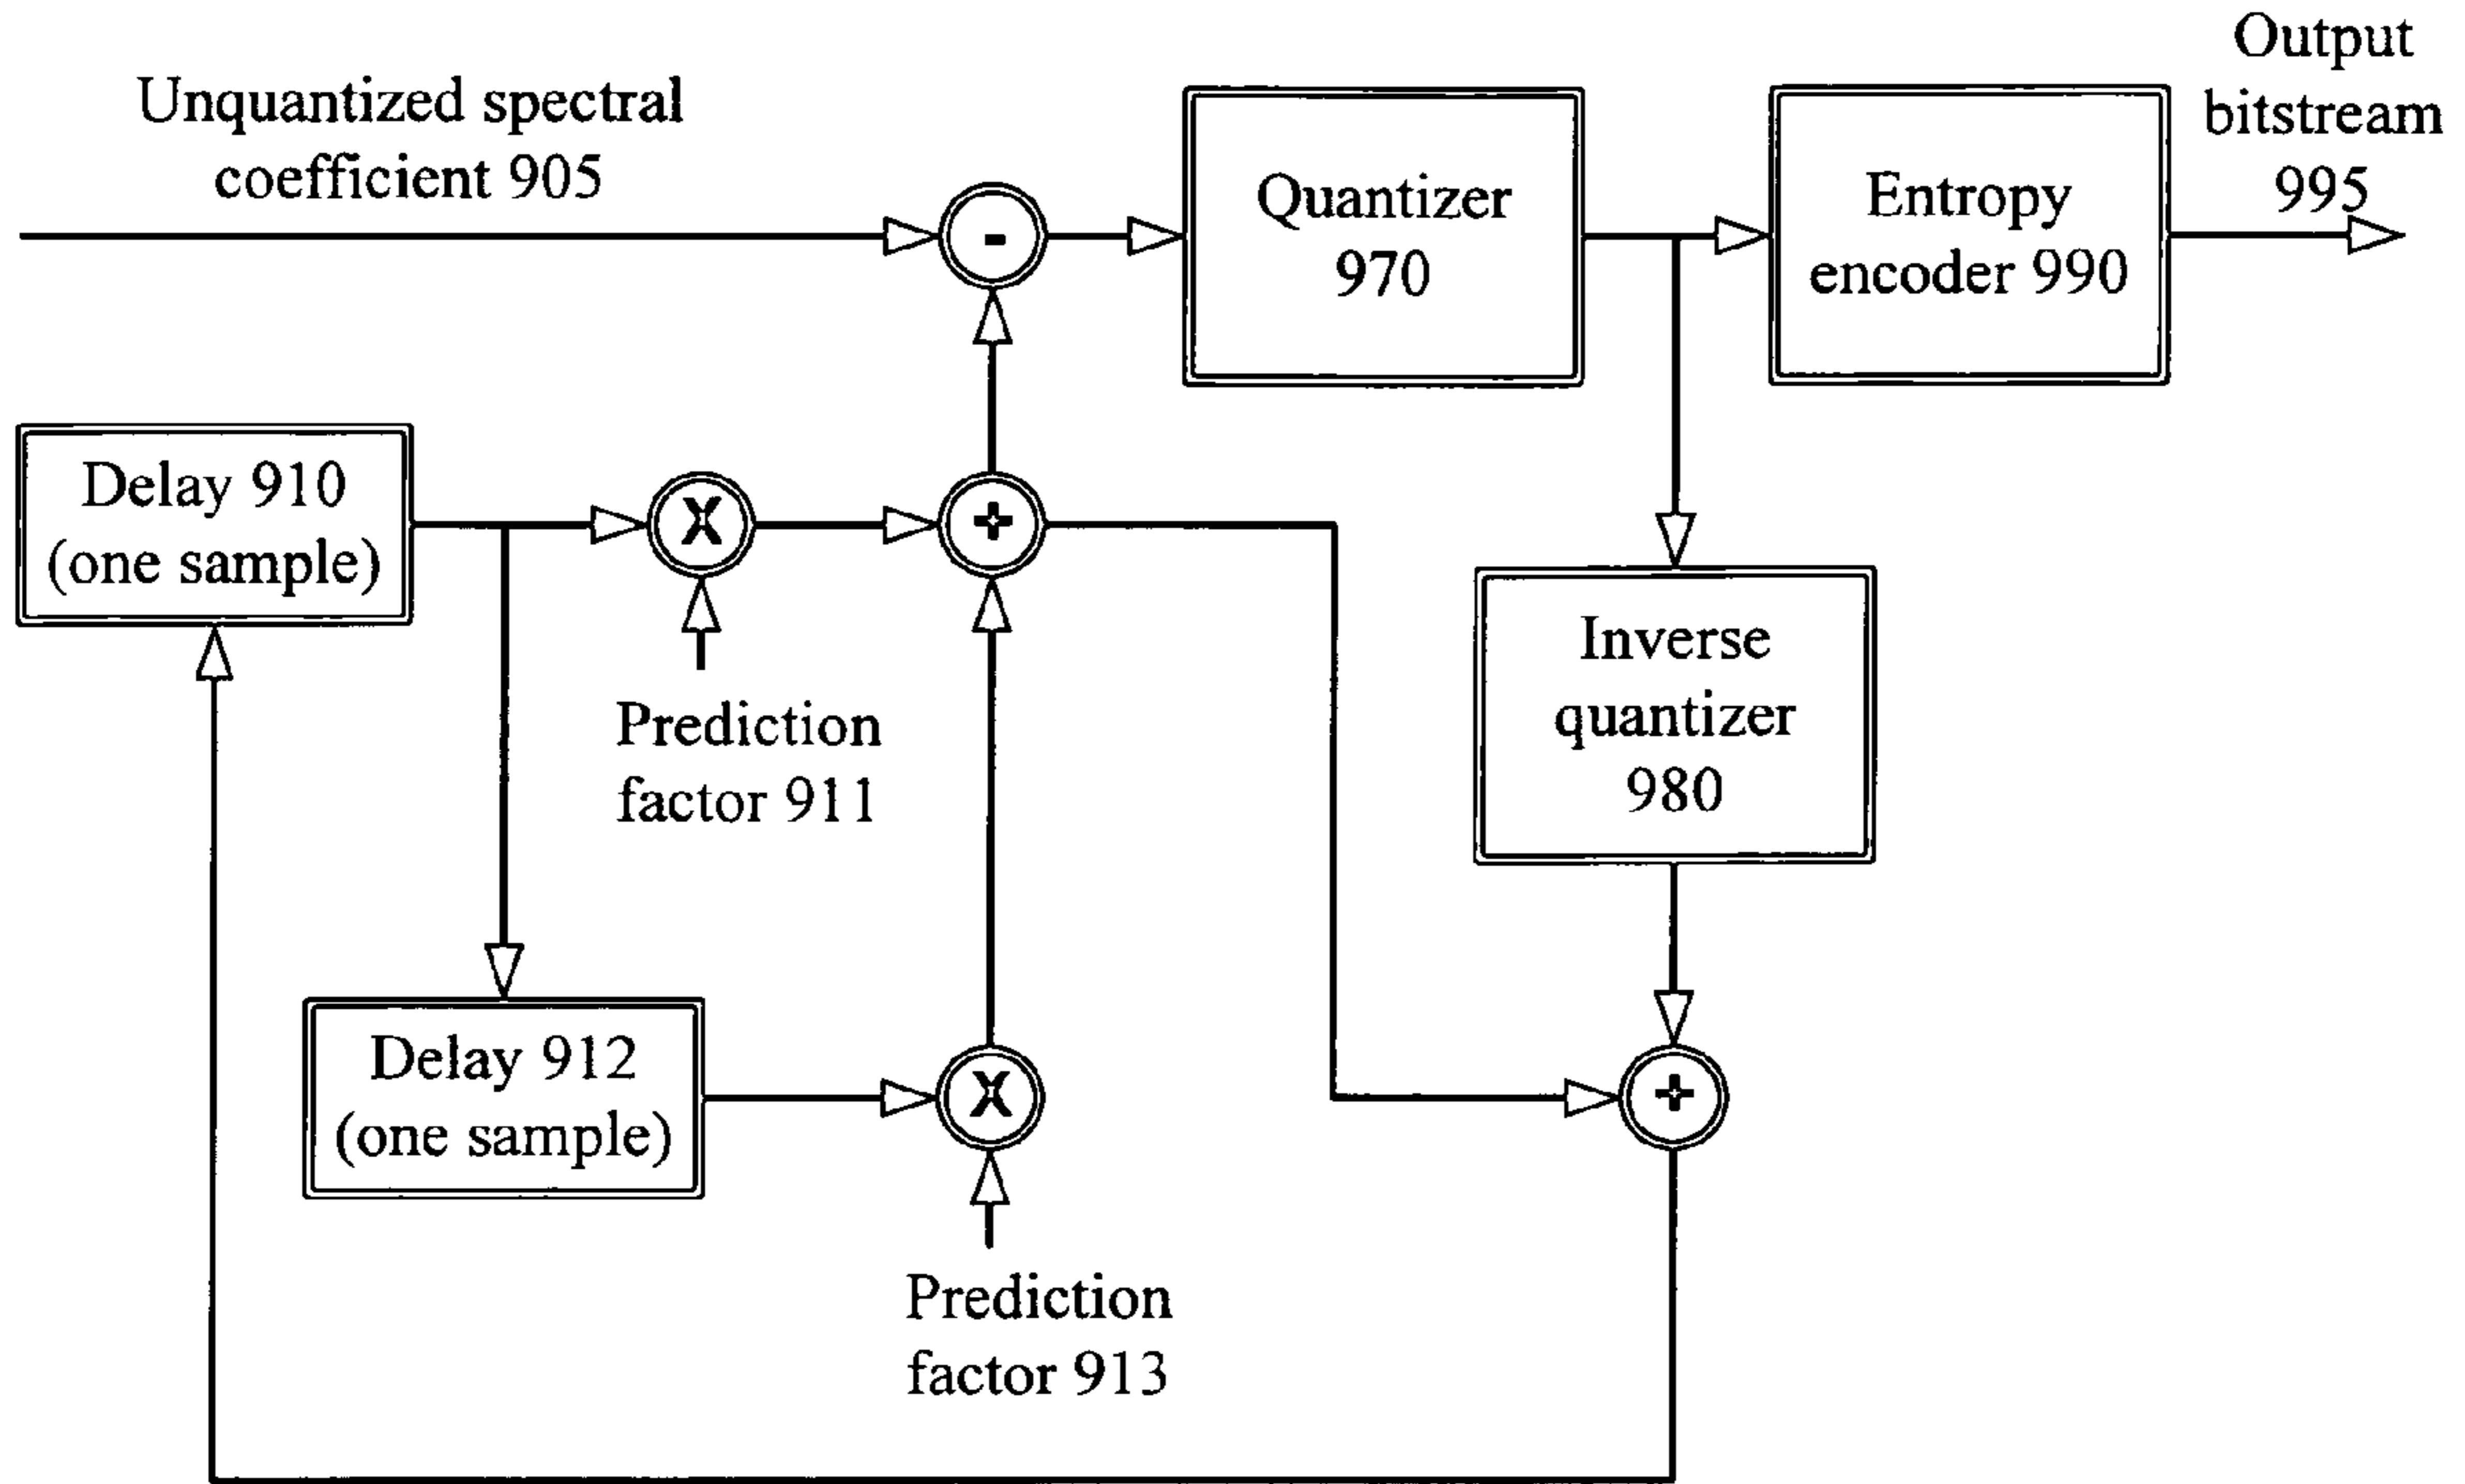 Unquantized spectral
coefficient 905
-
Quantizer
970
Entropy
encoder 990
Output
bitstream
995
Delay 910
(one sample)
X
+
Prediction
factor 911
Inverse
quantizer
980
Delay 912
(one sample)
X
+
Prediction
factor 913